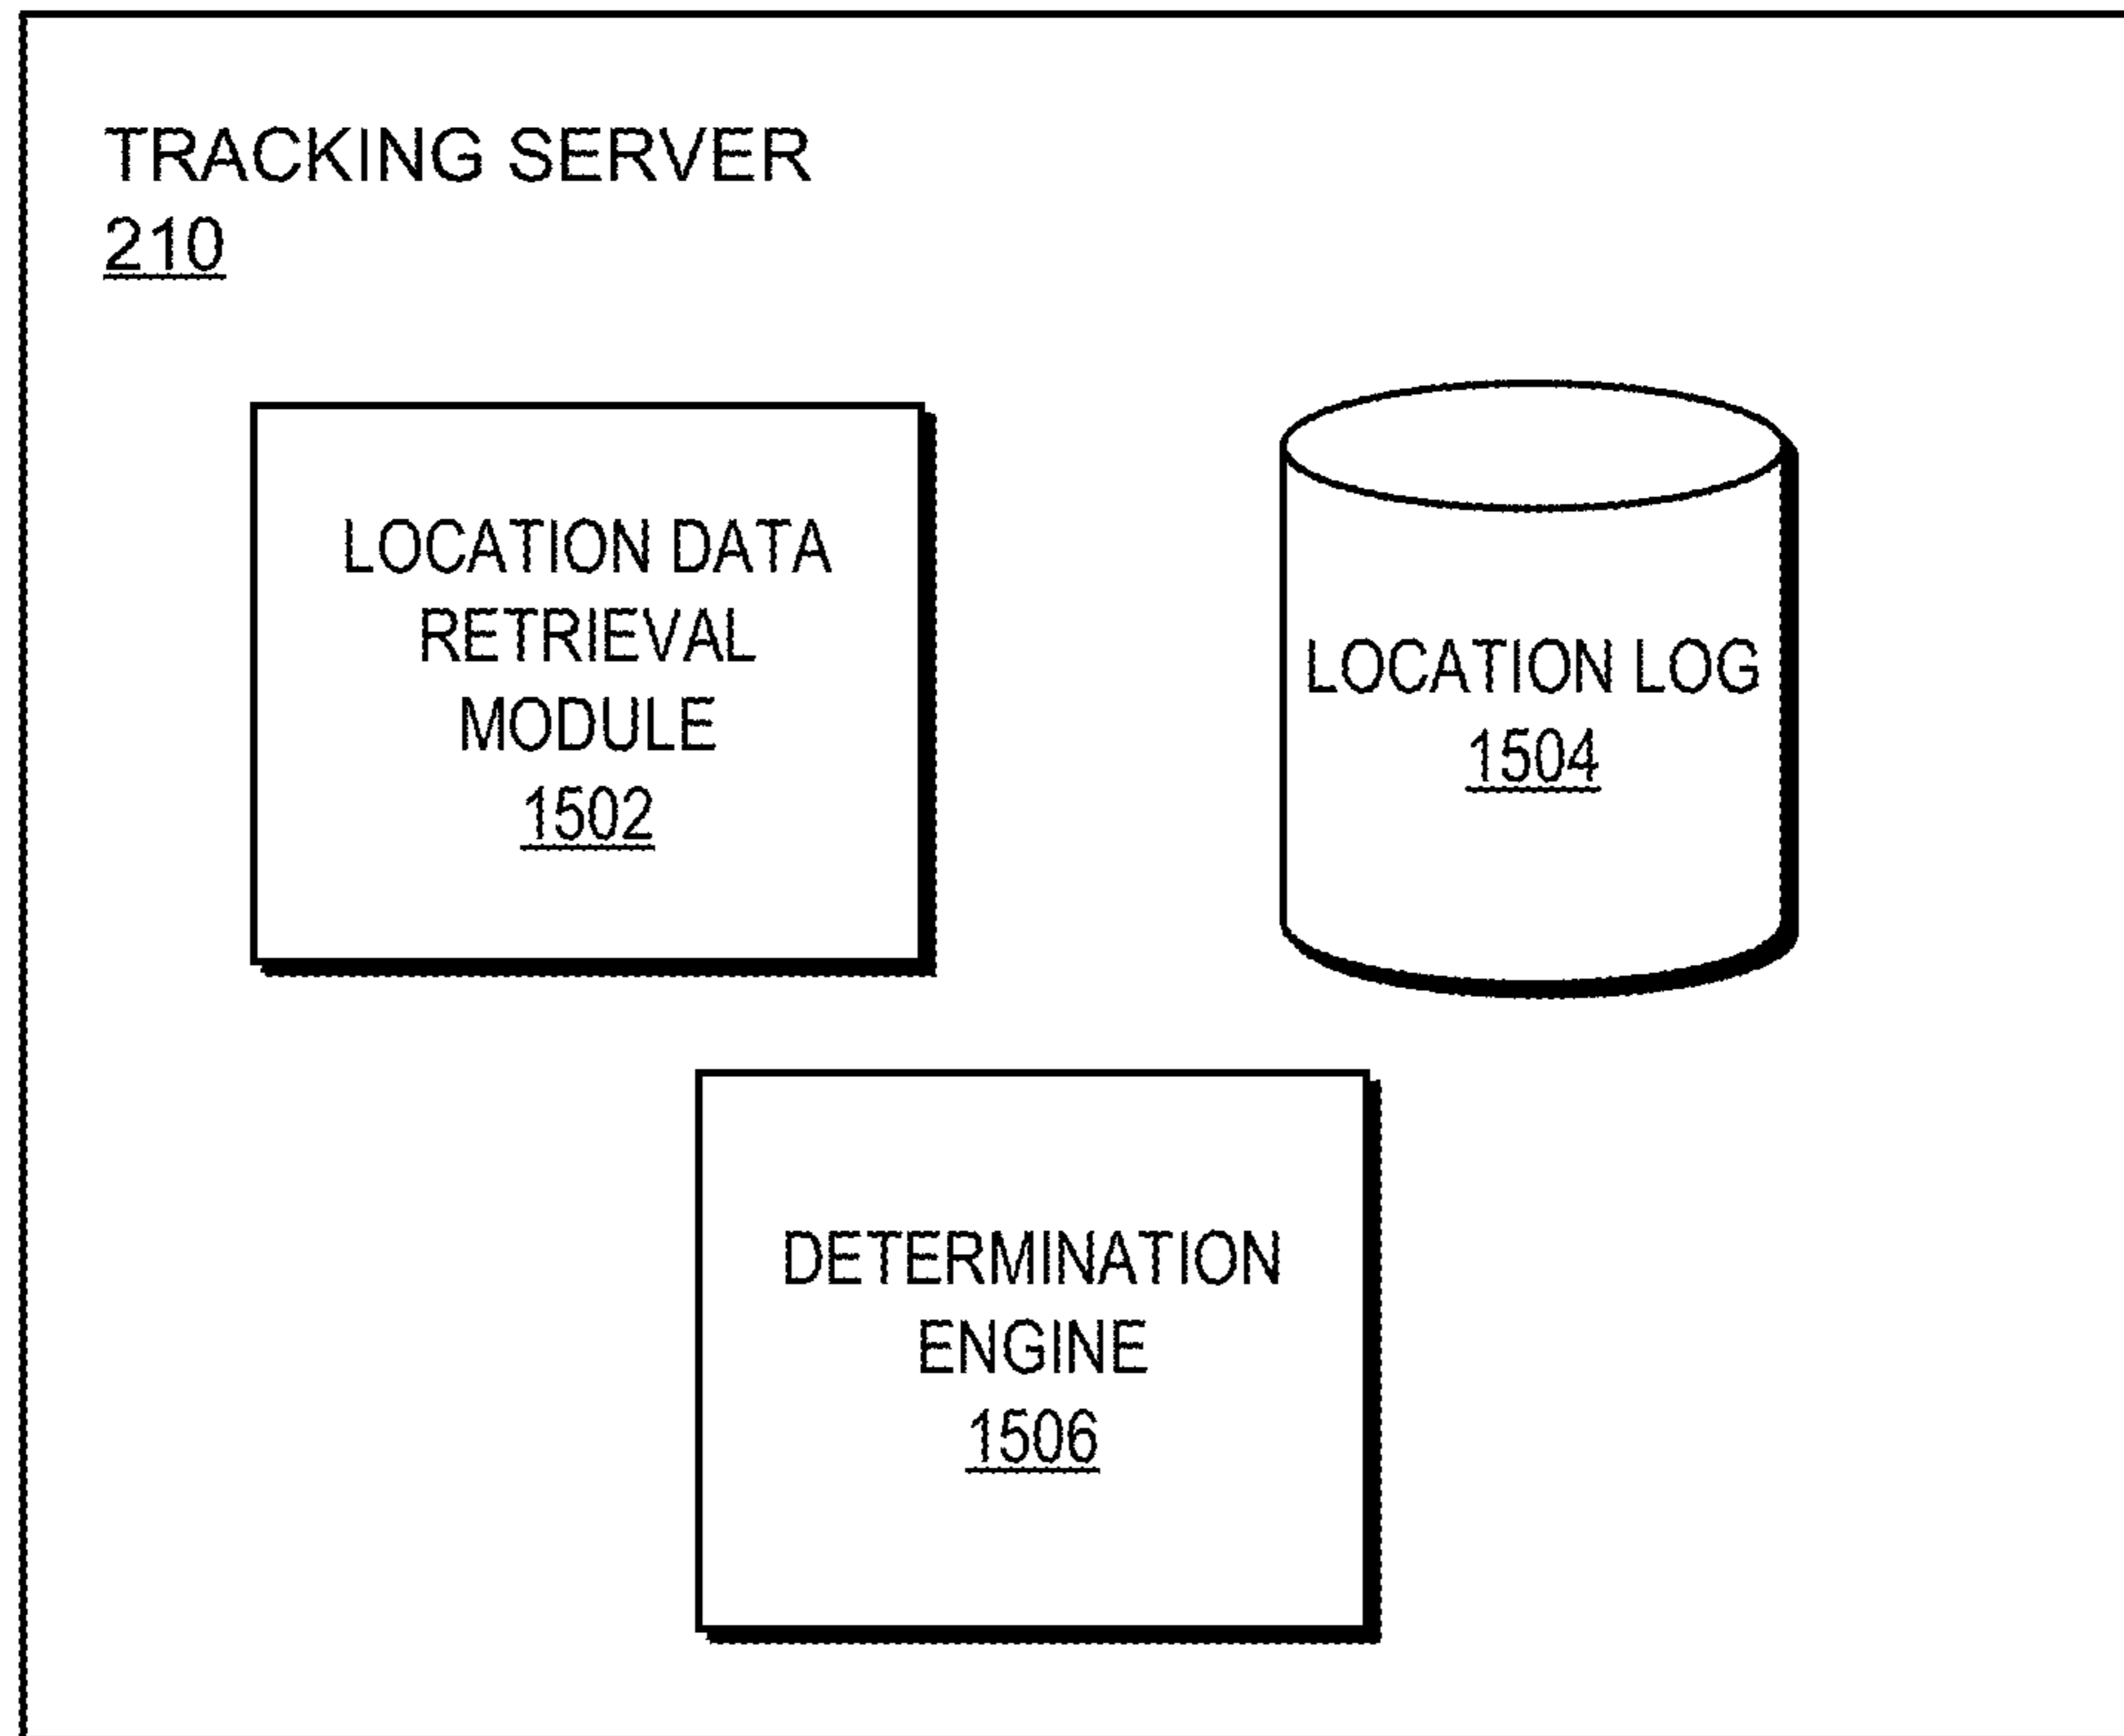 TRACKING SERVER
210
LOCATION DATA
RETRIEVAL
MODULE
1502
LOCATION LOG
1504
DETERMINATION
ENGINE
1506